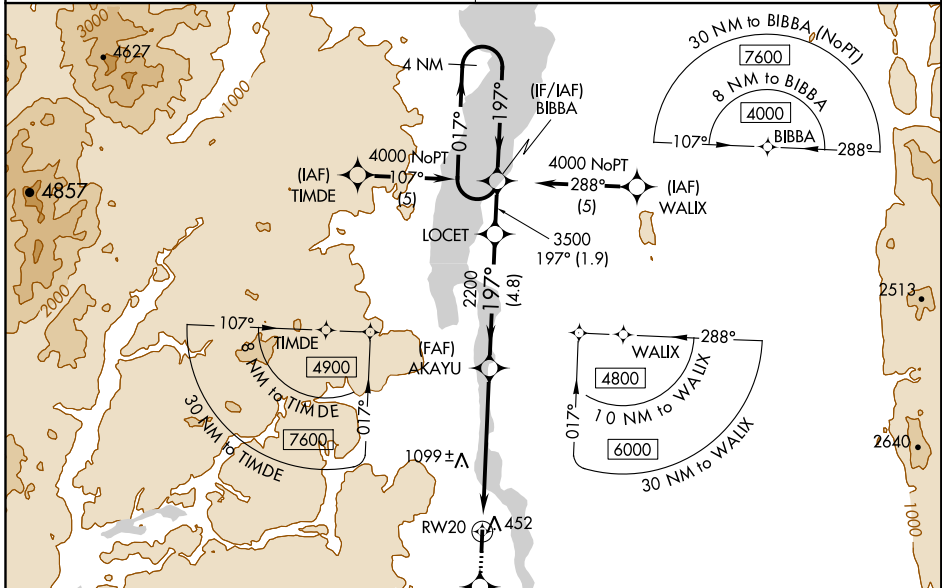 3000
4627
1000
4 NM
017°
197°
(IF/IAF)
BIBBA
30 NM to BIBBA (NoPT)
7600
8 NM to BIBBA
4000
107°
BIBBA
288°
(IAF)
TIMDE
4000 NoPT
107°
(5)
4000 NoPT
288°
(5)
(IAF)
WALIX
4857
LOCET
3500
197° (1.9)
2000
2200
197°
(4.8)
2513
107°
TIMDE
4900
8 NM to TIMDE
017°
7600
30 NM to TIMDE
(FAF)
AKAYU
288°
WALIX
4800
10 NM to WALIX
017°
6000
30 NM to WALIX
2640
1099 ±
1000
RW20
452